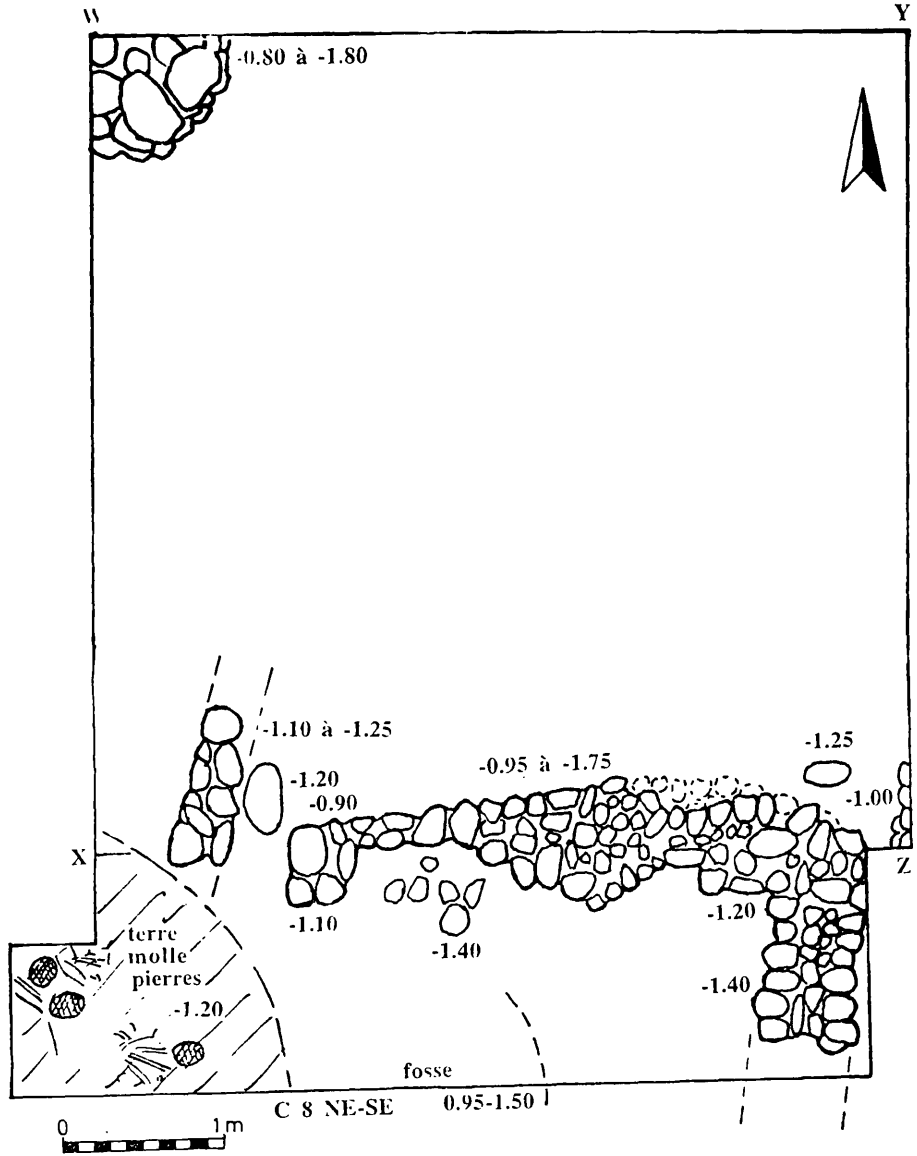 W
Y
-0.80 à -1.80
-1.10 à -1.25
-1.20
-0.90
-0.95 à -1.75
-1.25
-1.00
X
Z
-1.10
-1.40
-1.20
-1.40
terre
molle
pierres
-1.20
fosse
C 8 NE-SE
0.95-1.50
0
1m